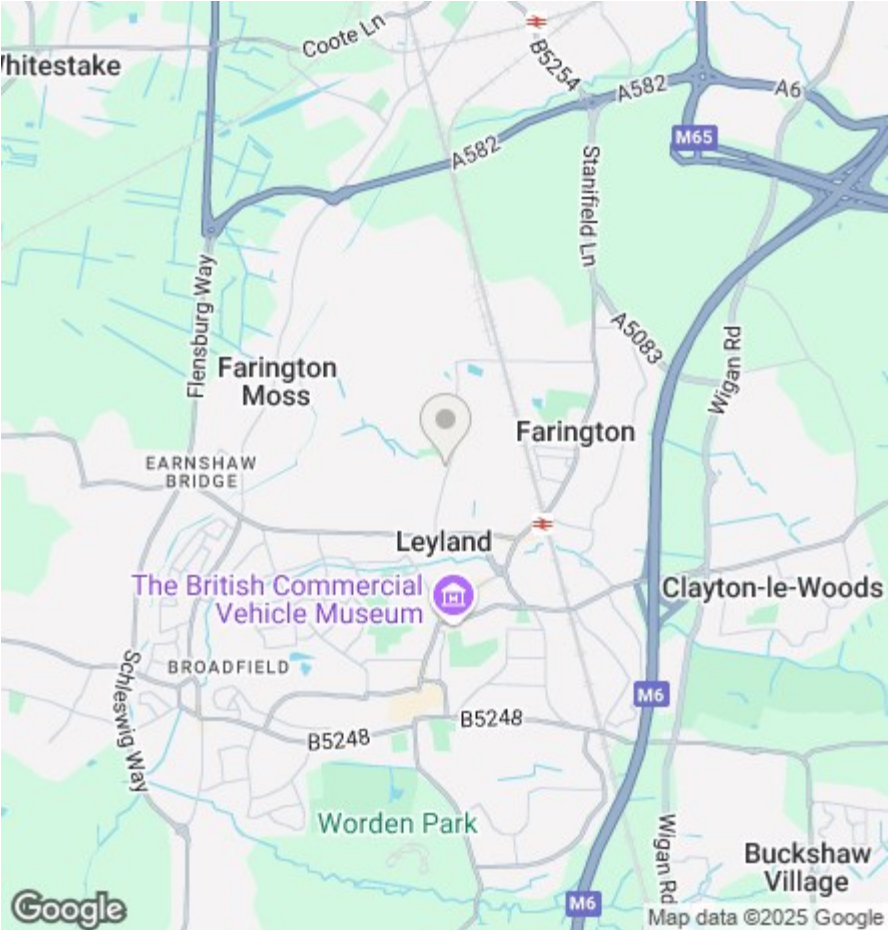 Coote Ln
hitestake
B5254
A582
A6
M65
A582
Stanifield Ln
Flensburg Way
A5083
Wigan Rd
Farington
Moss
Farington
EARNSHAW
BRIDGE
Leyland
The British Commercial
Vehicle Museum
Clayton-le-Woods
BROADFIELD
Schleswig Way
M6
B5248
B5248
Worden Park
Wigan Rd
Buckshaw
Village
M6
Google
Map data ©2025 Google